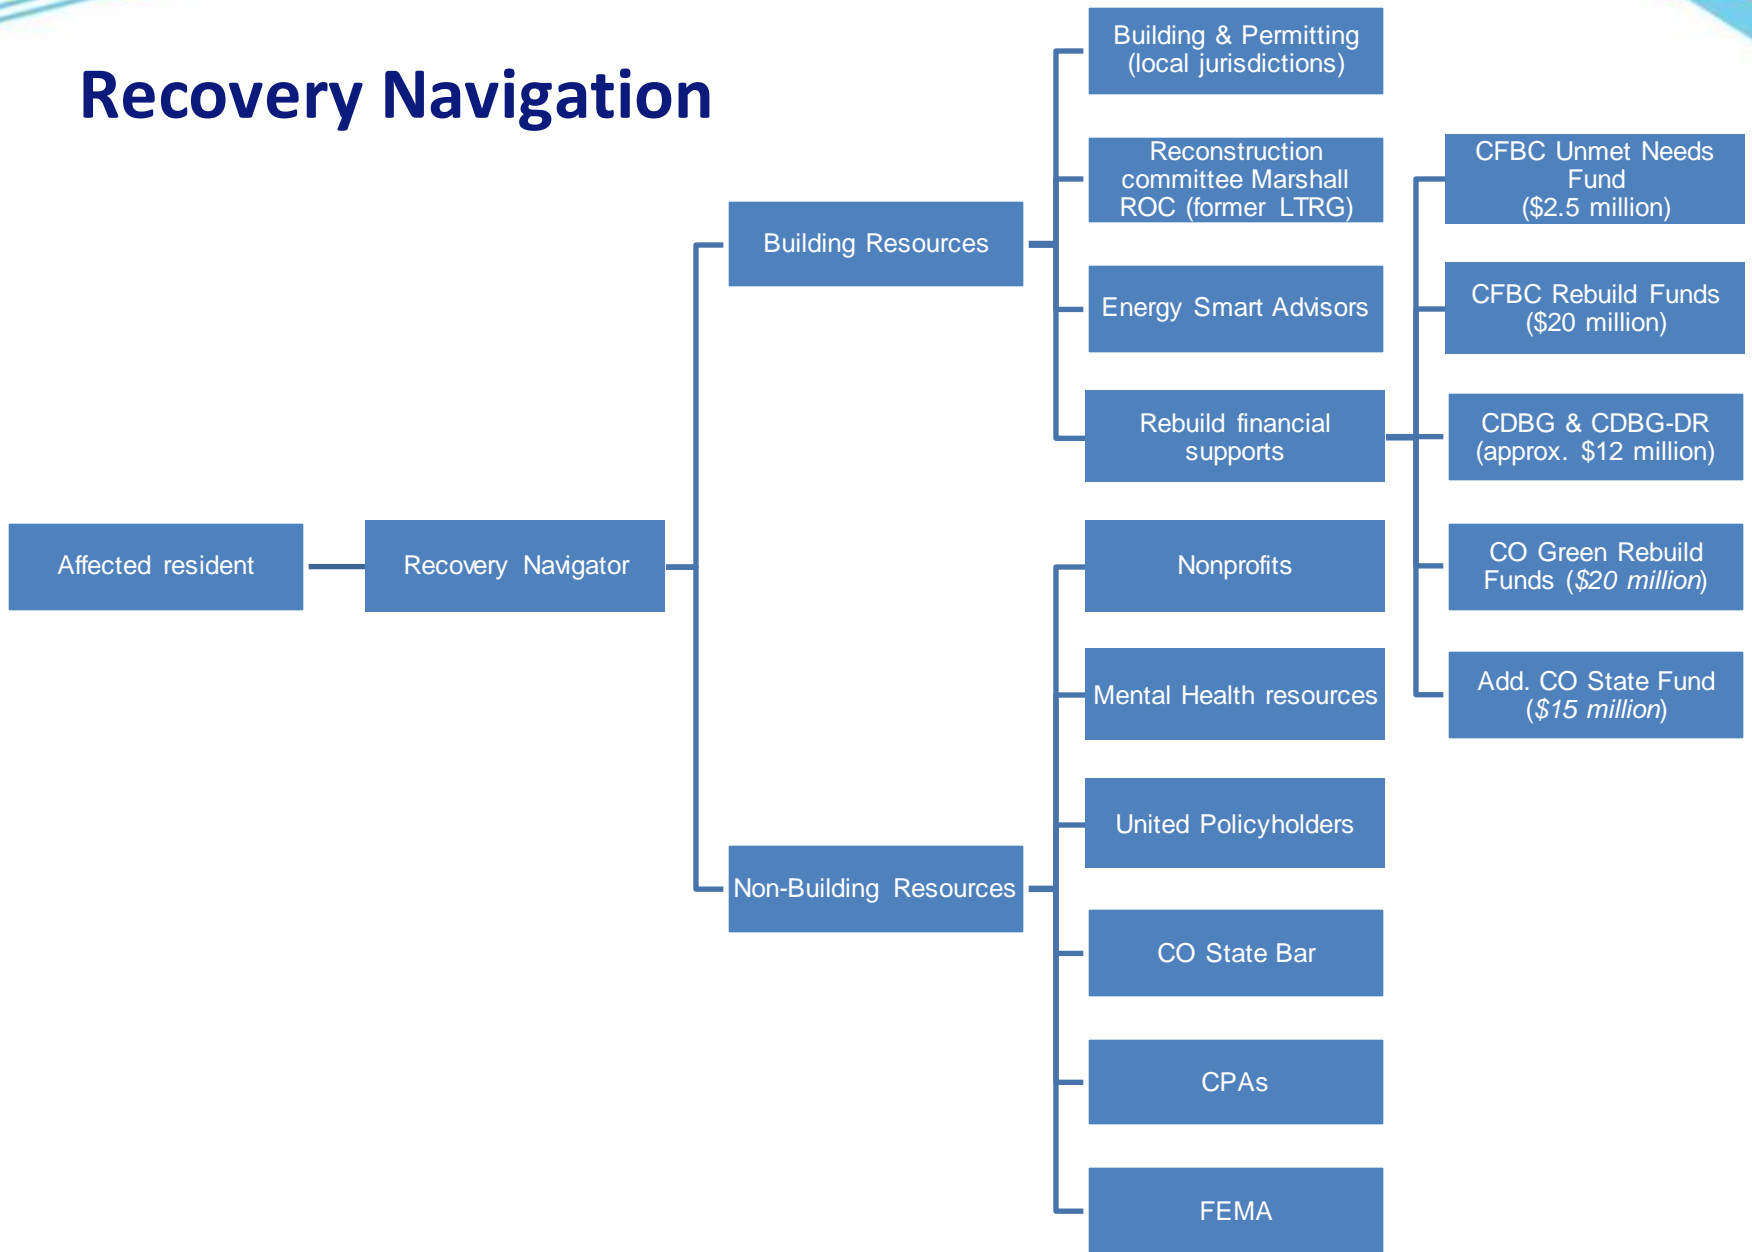 Recovery Navigation
Affected resident
Recovery Navigator
Building Resources
Building & Permitting
(local jurisdictions)
Reconstruction
committee Marshall
ROC (former LTRG)
Energy Smart Advisors
Rebuild financial
supports
CFBC Unmet Needs
Fund
($2.5 million)
CFBC Rebuild Funds
($20 million)
CDBG & CDBG-DR
(approx. $12 million)
CO Green Rebuild
Funds ($20 million)
Add. CO State Fund
($15 million)
Non-Building Resources
Nonprofits
Mental Health resources
United Policyholders
CO State Bar
CPAs
FEMA